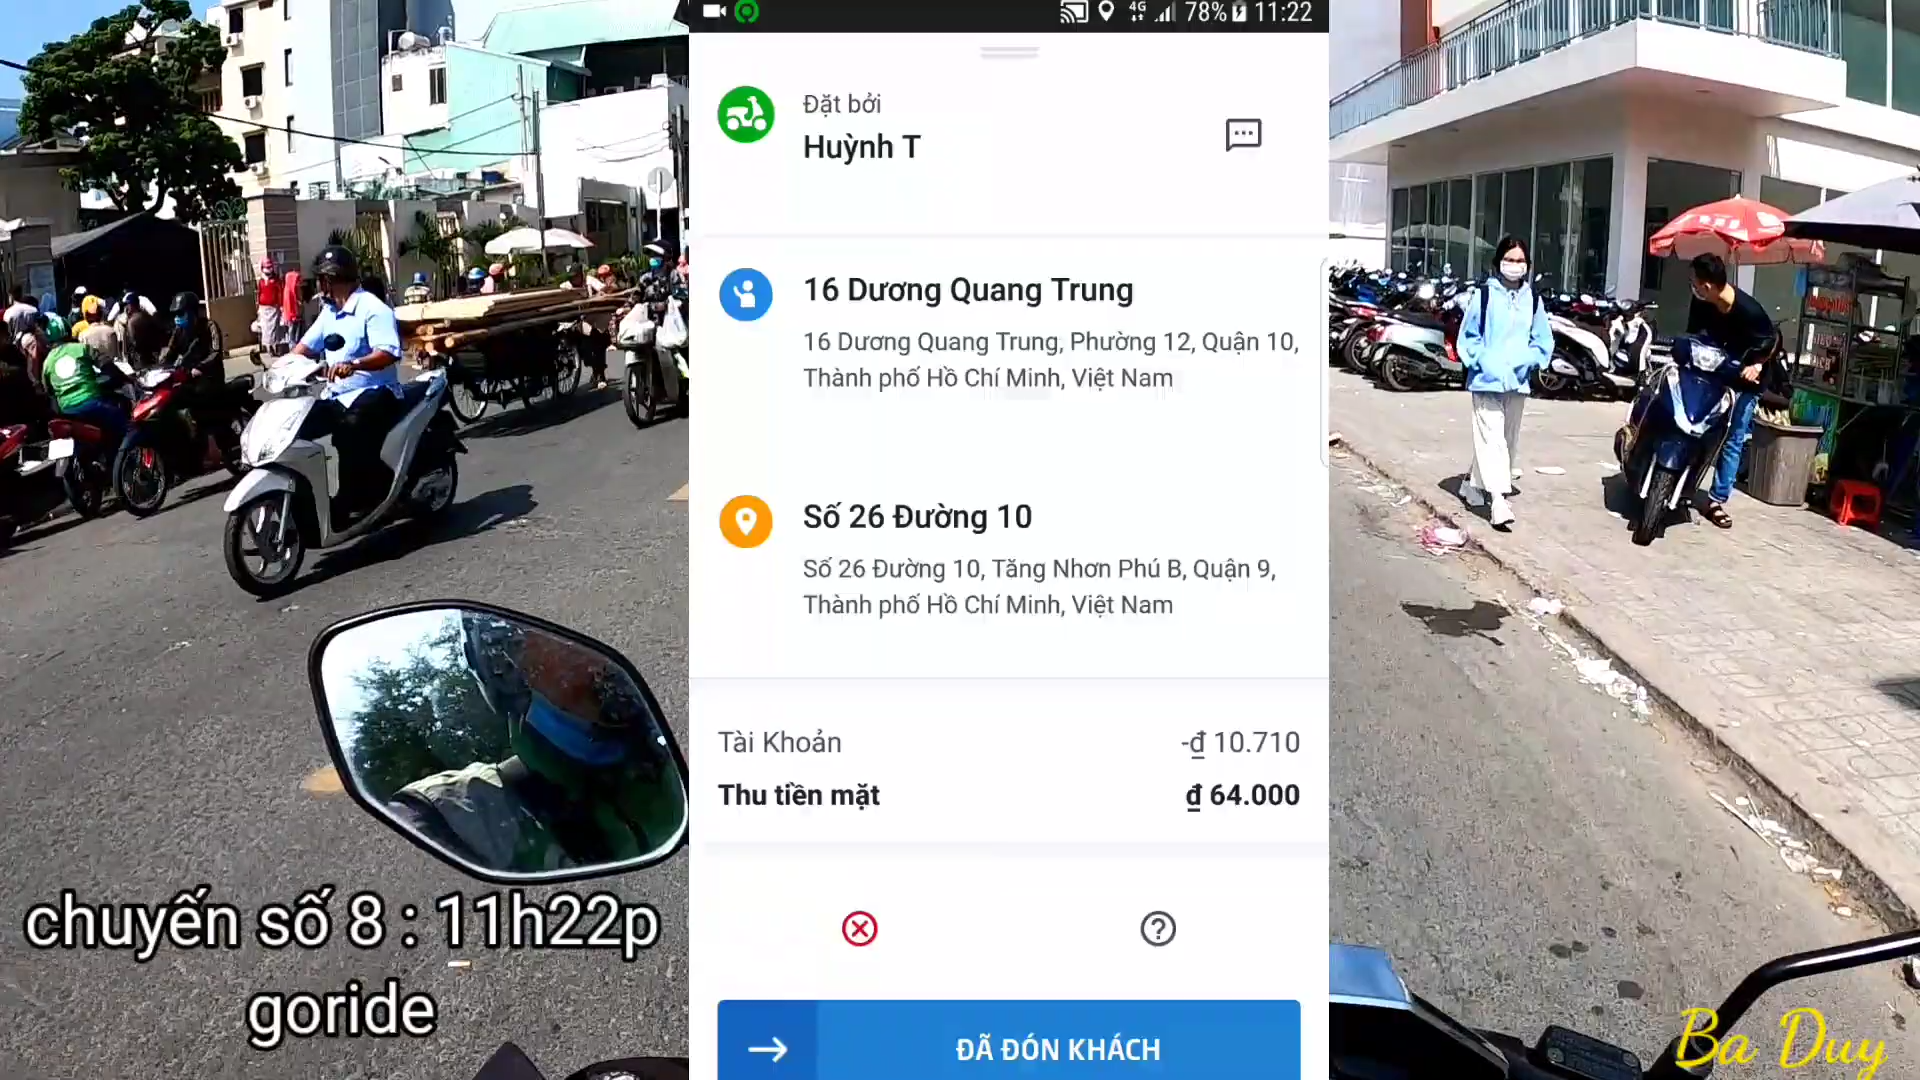 4G 78% 11:22
Đặt bởi
Huỳnh T
16 Dương Quang Trung
16 Dương Quang Trung, Phường 12, Quận 10,
Thành phố Hồ Chí Minh, Việt Nam
Số 26 Đường 10
Số 26 Đường 10, Tăng Nhơn Phú B, Quận 9,
Thành phố Hồ Chí Minh, Việt Nam
Tài Khoản -₫ 10.710
Thu tiền mặt ₫ 64.000
ĐÃ ĐÓN KHÁCH
chuyến số 8 : 11h22p
goride
Ba Duy